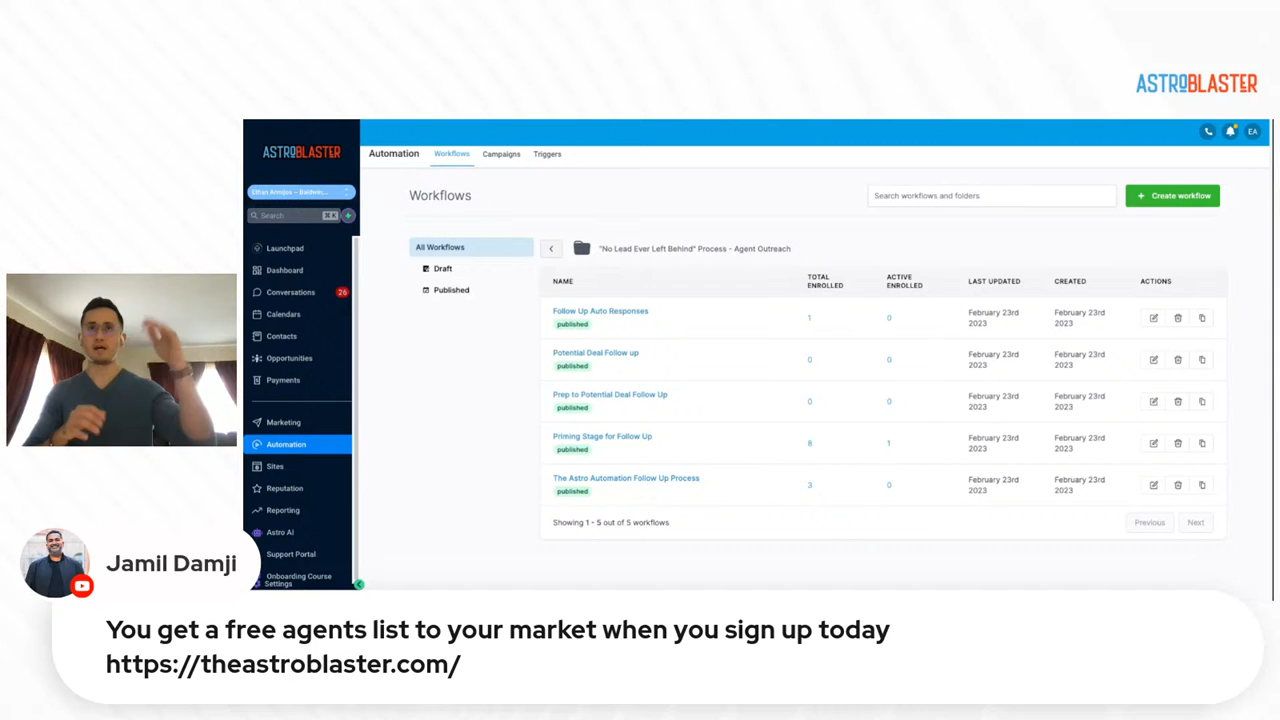 ASTROBLASTER
ASTROBLASTER
Ethan Armijos – Baldwin,...
Search
⌘ K
Launchpad
Dashboard
Conversations 26
Calendars
Contacts
Opportunities
Payments
Marketing
Automation
Sites
Reputation
Reporting
Astro AI
Support Portal
Onboarding Course
Settings
EA
Automation Workflows Campaigns Triggers
Workflows
Search workflows and folders
+ Create workflow
All Workflows
Draft
Published
"No Lead Ever Left Behind" Process - Agent Outreach
NAME TOTAL ENROLLED ACTIVE ENROLLED LAST UPDATED CREATED ACTIONS
Follow Up Auto Responses 1 0 February 23rd 2023 February 23rd 2023
published
Potential Deal Follow up 0 0 February 23rd 2023 February 23rd 2023
published
Prep to Potential Deal Follow Up 0 0 February 23rd 2023 February 23rd 2023
published
Priming Stage for Follow Up 8 1 February 23rd 2023 February 23rd 2023
published
The Astro Automation Follow Up Process 3 0 February 23rd 2023 February 23rd 2023
published
Showing 1 - 5 out of 5 workflows
Previous Next
Jamil Damji
You get a free agents list to your market when you sign up today
https://theastroblaster.com/